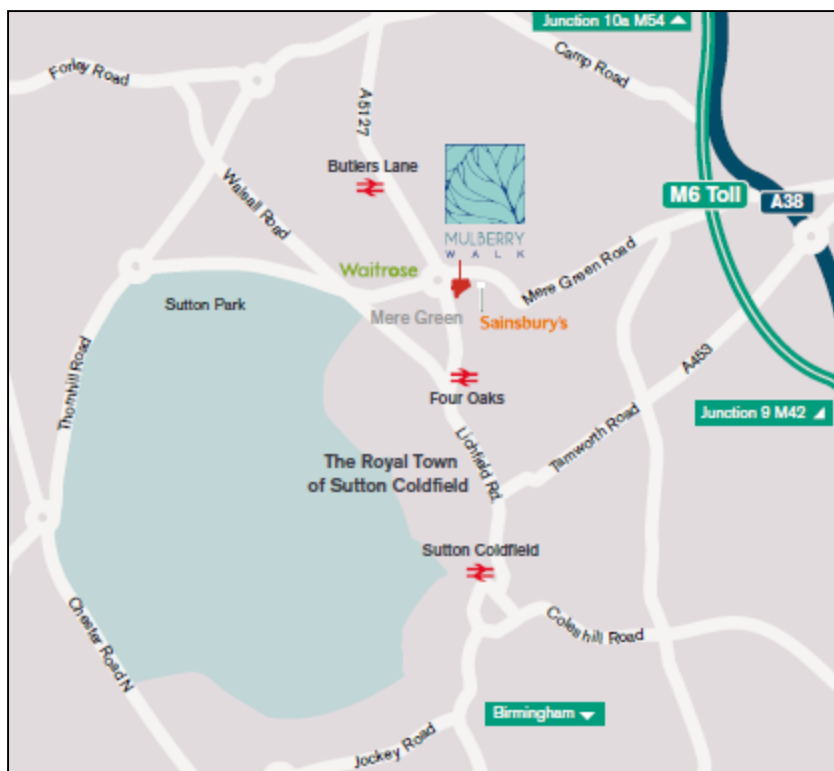 Junction 10a M54
Camp Road
Forley Road
A5127
Butlers Lane
Walsall Road
MULBERRY
WALK
M6 Toll
A38
Waitrose
Mere Green Road
Sutton Park
Mere Green
Sainsbury's
Thornhill Road
A453
Four Oaks
Junction 9 M42
Lichfield Rd.
Tamworth Road
The Royal Town
of Sutton Coldfield
Sutton Coldfield
Chester Road N
Coleshill Road
Birmingham
Jockey Road